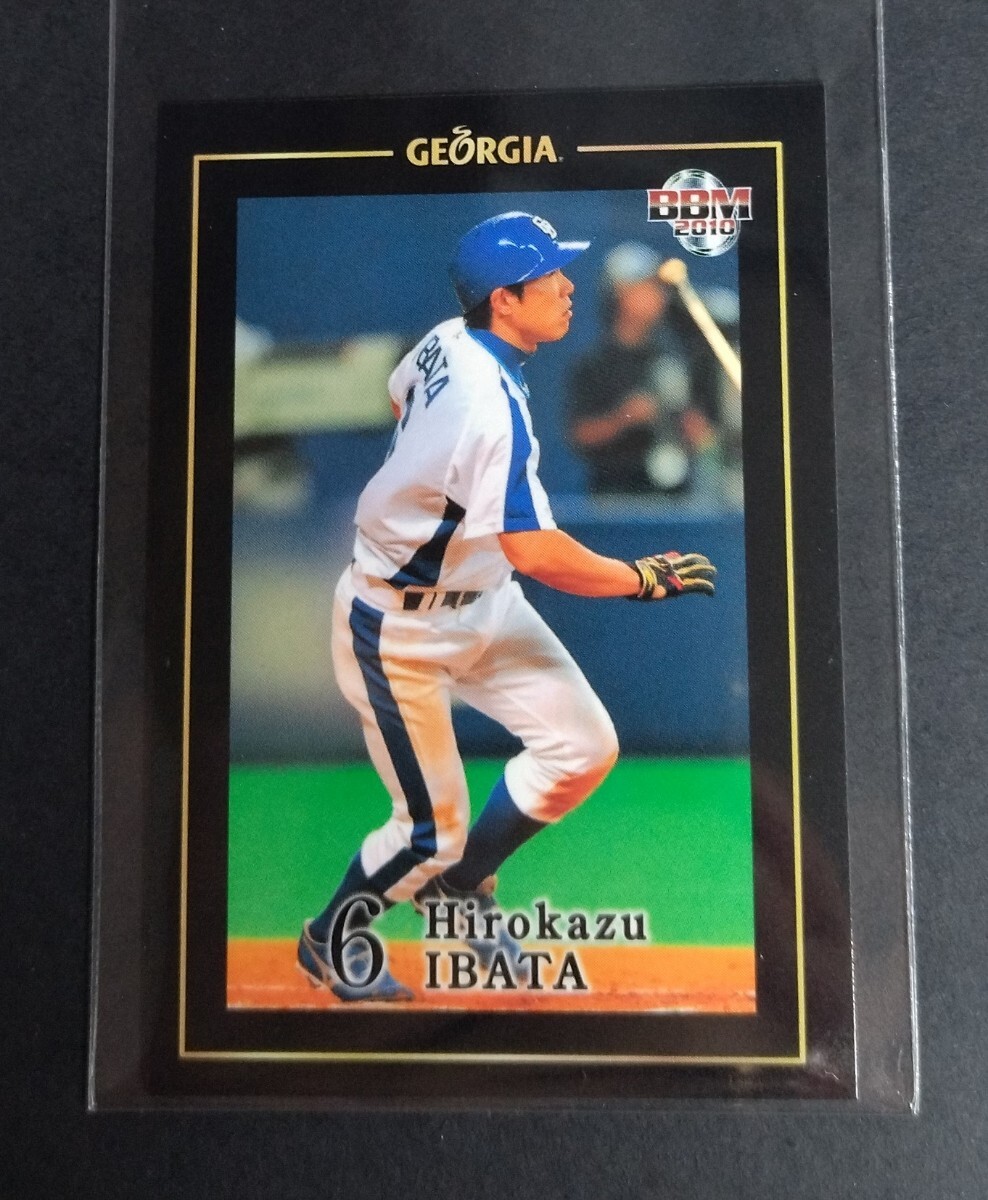 GEORGIA
BBM
2010
IBATA
6 Hirokazu
IBATA